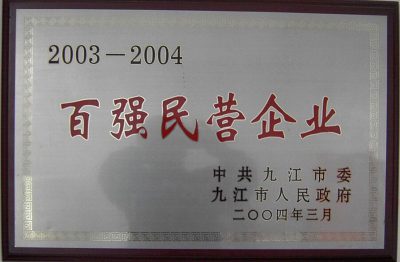 2003－2004
百强民营企业
中共九江市委
九江市人民政府
二〇〇四年三月